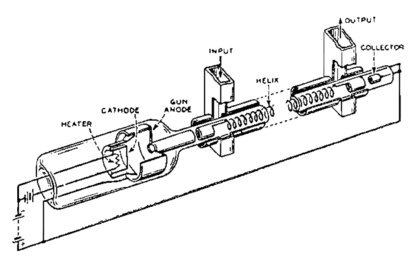 OUTPUT
INPUT
COLLECTOR
HELIX
GUN
ANODE
CATHODE
HEATER